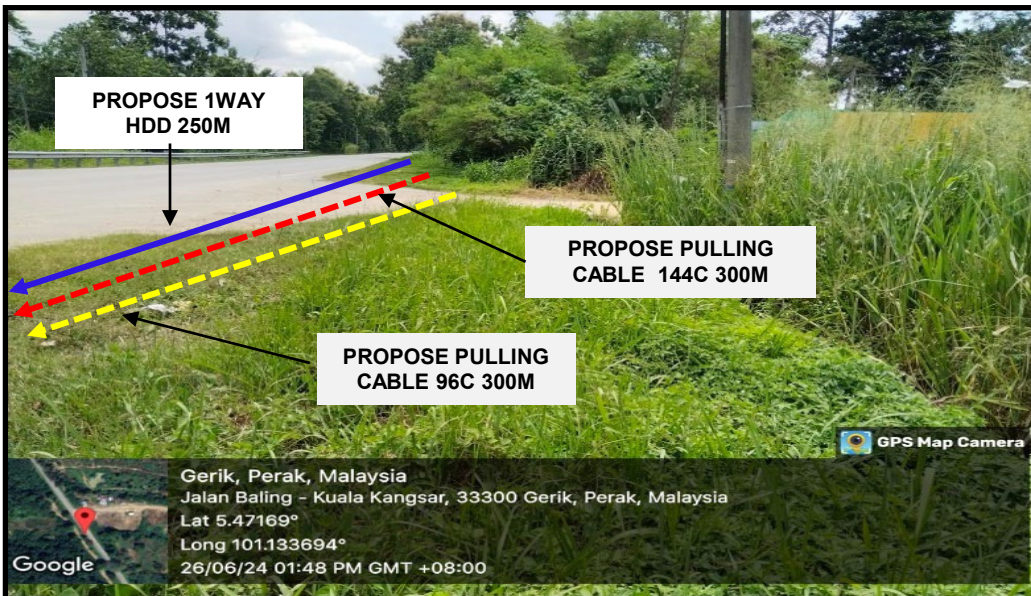 PROPOSE 1WAY
HDD 250M
PROPOSE PULLING
CABLE 144C 300M
PROPOSE PULLING
CABLE 96C 300M
GPS Map Camera
Gerik, Perak, Malaysia
Jalan Baling - Kuala Kangsar, 33300 Gerik, Perak, Malaysia
Lat 5.47169°
Long 101.133694°
26/06/24 01:48 PM GMT +08:00
Google